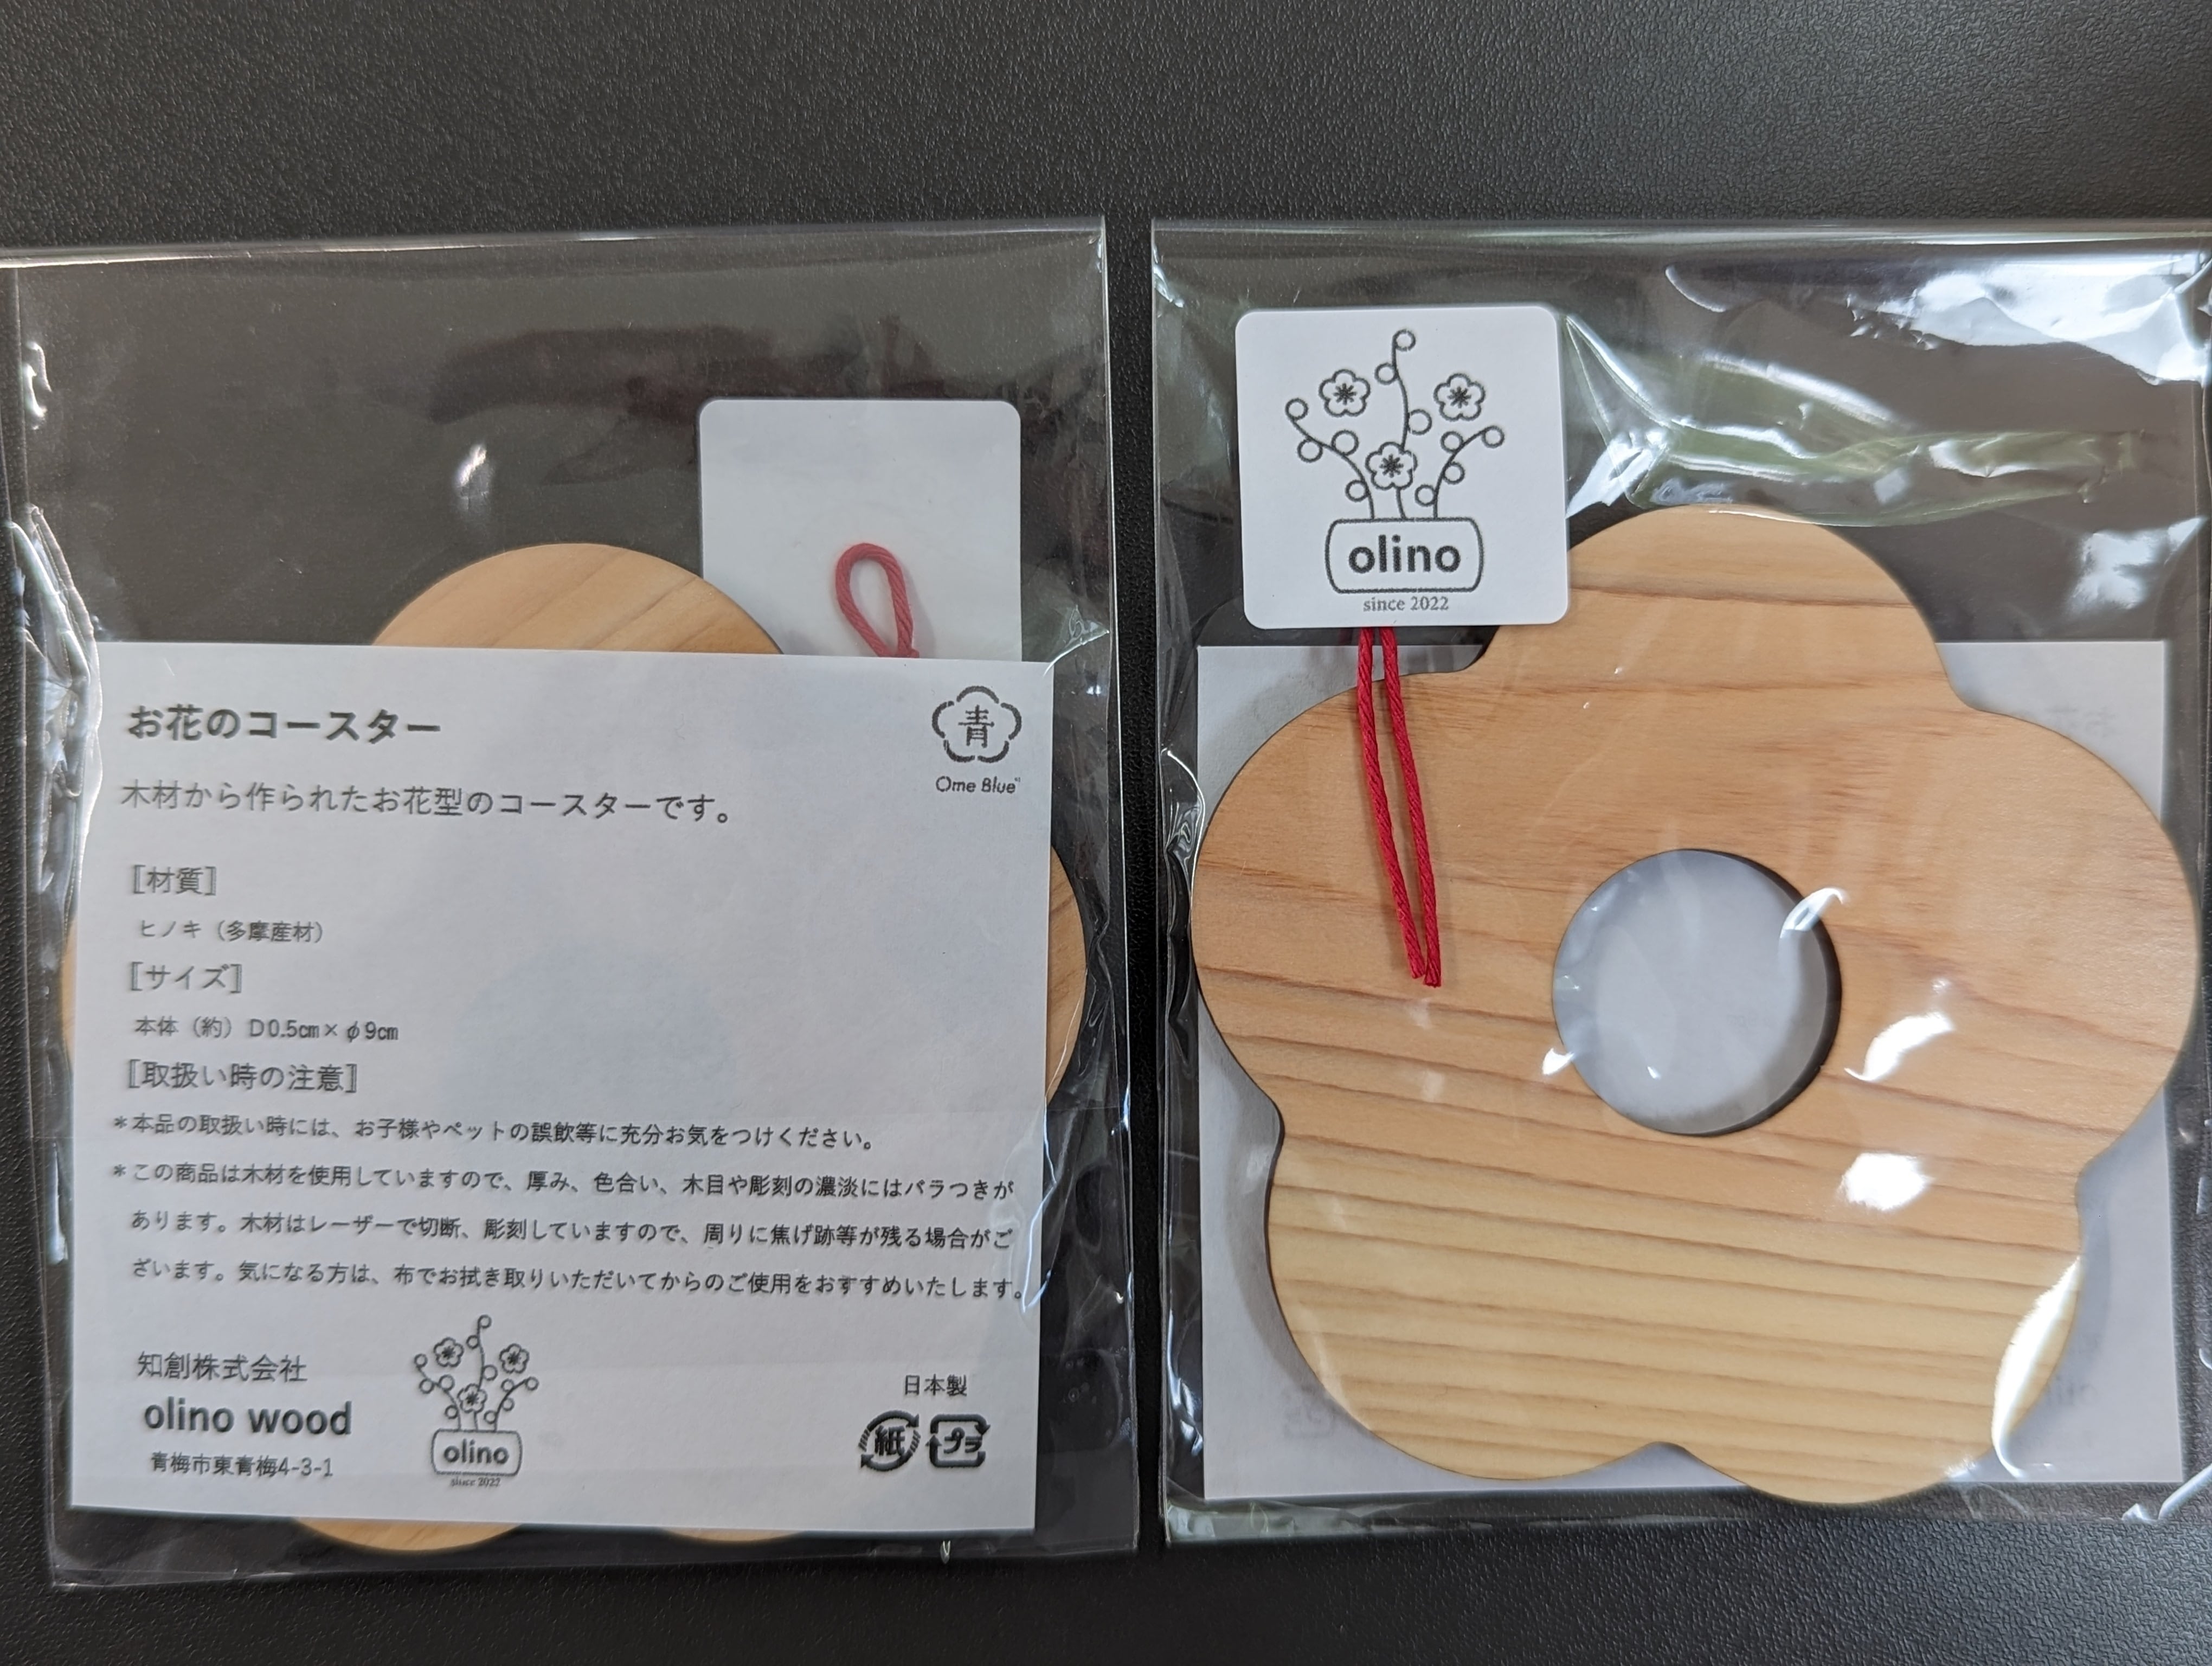 お花のコースター
青
Ome Blue
木材から作られたお花型のコースターです。
[材質]
ヒノキ（多摩産材）
[サイズ]
本体（約）D0.5㎝×φ9㎝
[取扱い時の注意]
＊本品の取扱い時には、お子様やペットの誤飲等に充分お気をつけください。
＊この商品は木材を使用していますので、厚み、色合い、木目や彫刻の濃淡にはバラつきが
あります。木材はレーザーで切断、彫刻していますので、周りに焦げ跡等が残る場合がご
ざいます。気になる方は、布でお拭き取りいただいてからのご使用をおすすめいたします。
知創株式会社
olino wood
青梅市東青梅4-3-1
olino
since 2022
日本製
紙
プラ
olino
since 2022